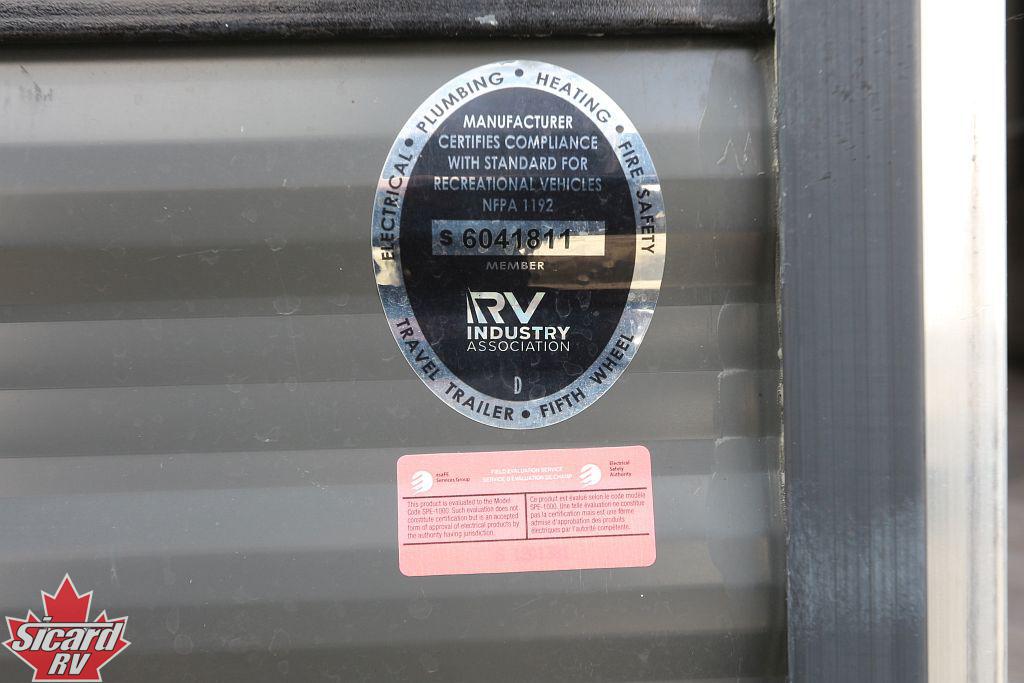 ELECTRICAL • PLUMBING • HEATING • FIRE SAFETY
MANUFACTURER
CERTIFIES COMPLIANCE
WITH STANDARD FOR
RECREATIONAL VEHICLES
NFPA 1192
S 6041811
MEMBER
RV
INDUSTRY
ASSOCIATION
D
TRAVEL TRAILER • FIFTH WHEEL
esaFE
Services Group
FIELD EVALUATION SERVICE
SERVICE D'ÉVALUATION DE CHAMP
Electrical
Safety
Authority
This product is evaluated to the Model
Code SPE-1000. Such evaluation does not
constitute certification but is an accepted
form of approval of electrical products by
the authority having jurisdiction.
Ce produit est évalué selon le code modèle
SPE-1000. Une telle évaluation ne constitue
pas la certification mais est une
admise d'approbation des produits
électriques par l'autorité compétente.
Sicard
RV